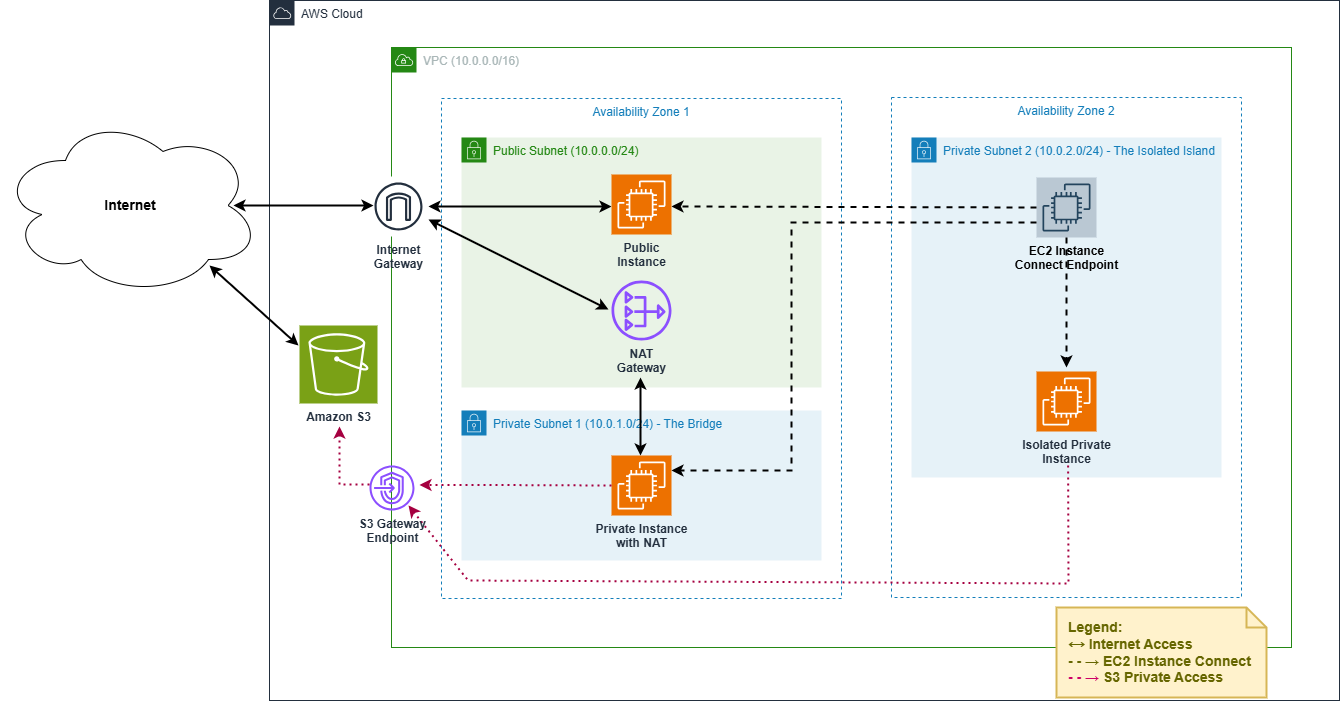 AWS Cloud
VPC (10.0.0.0/16)
Availability Zone 1
Availability Zone 2
Public Subnet (10.0.0.0/24)
Private Subnet 2 (10.0.2.0/24) - The Isolated Island
Internet
Internet
Gateway
Public
Instance
EC2 Instance
Connect Endpoint
NAT
Gateway
Amazon S3
Private Subnet 1 (10.0.1.0/24) - The Bridge
Isolated Private
Instance
S3 Gateway
Endpoint
Private Instance
with NAT
Legend:
↔ Internet Access
- - → EC2 Instance Connect
- - → S3 Private Access